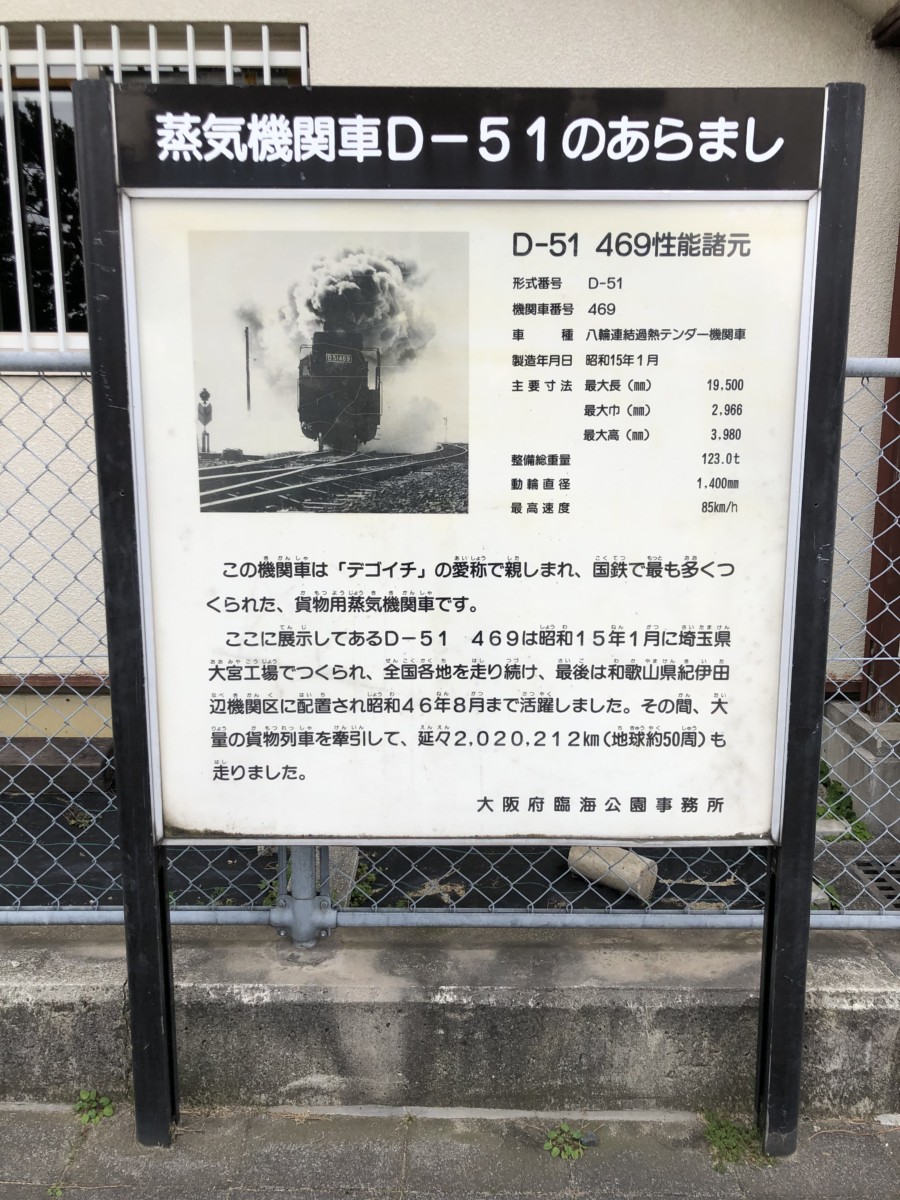 蒸気機関車D－51のあらまし
D-51 469性能諸元
形式番号 D-51
機関車番号 469
車種 八輪連結過熱テンダー機関車
製造年月日 昭和15年1月
主要寸法 最大長(㎜) 19.500
最大巾(㎜) 2,966
最大高(㎜) 3,980
整備総重量 123.0t
動輪直径 1,400㎜
最高速度 85km/h
D51469
この機関車は「デゴイチ」の愛称で親しまれ、国鉄で最も多くつ
くられた、貨物用蒸気機関車です。
ここに展示してあるD－51 469は昭和15年1月に埼玉県
大宮工場でつくられ、全国各地を走り続け、最後は和歌山県紀伊田
辺機関区に配置され昭和46年8月まで活躍しました。その間、大
量の貨物列車を牽引して、延々2,020,212㎞(地球約50周)も
走りました。
大阪府臨海公園事務所